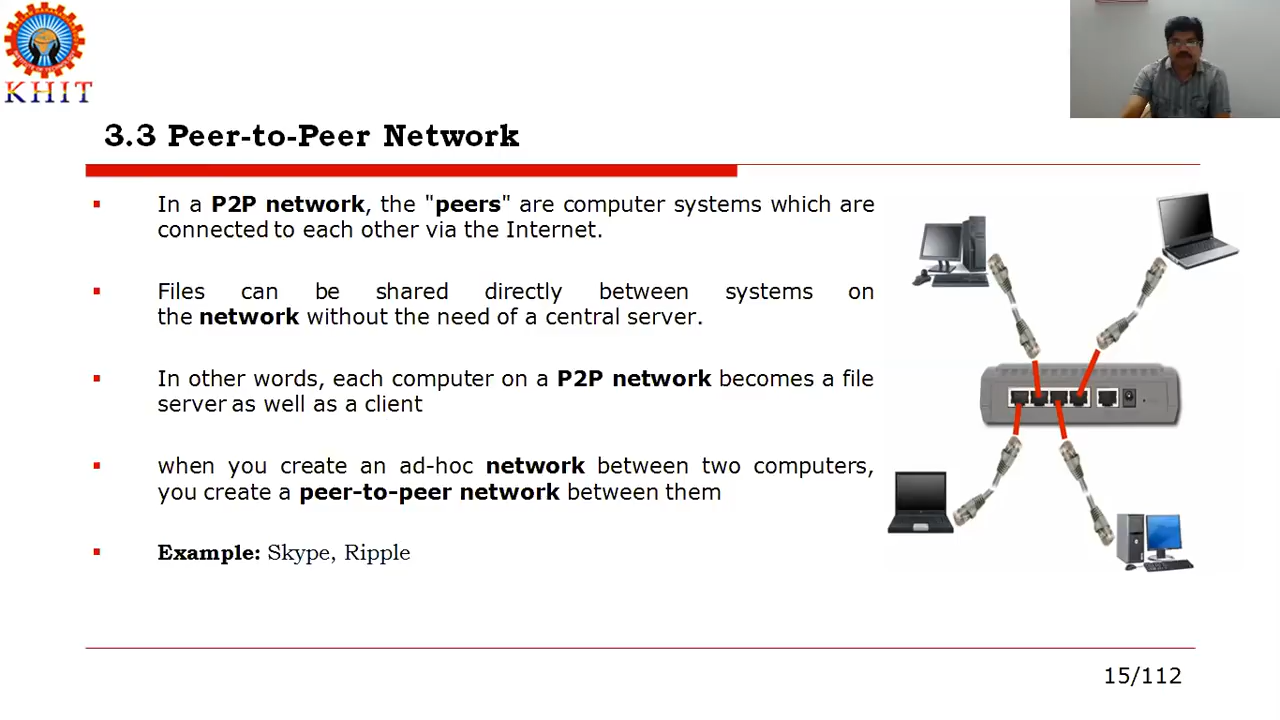 KHIT
3.3 Peer-to-Peer Network
▪ In a P2P network, the "peers" are computer systems which are
connected to each other via the Internet.
▪ Files can be shared directly between systems on
the network without the need of a central server.
▪ In other words, each computer on a P2P network becomes a file
server as well as a client
▪ when you create an ad-hoc network between two computers,
you create a peer-to-peer network between them
▪ Example: Skype, Ripple
15/112